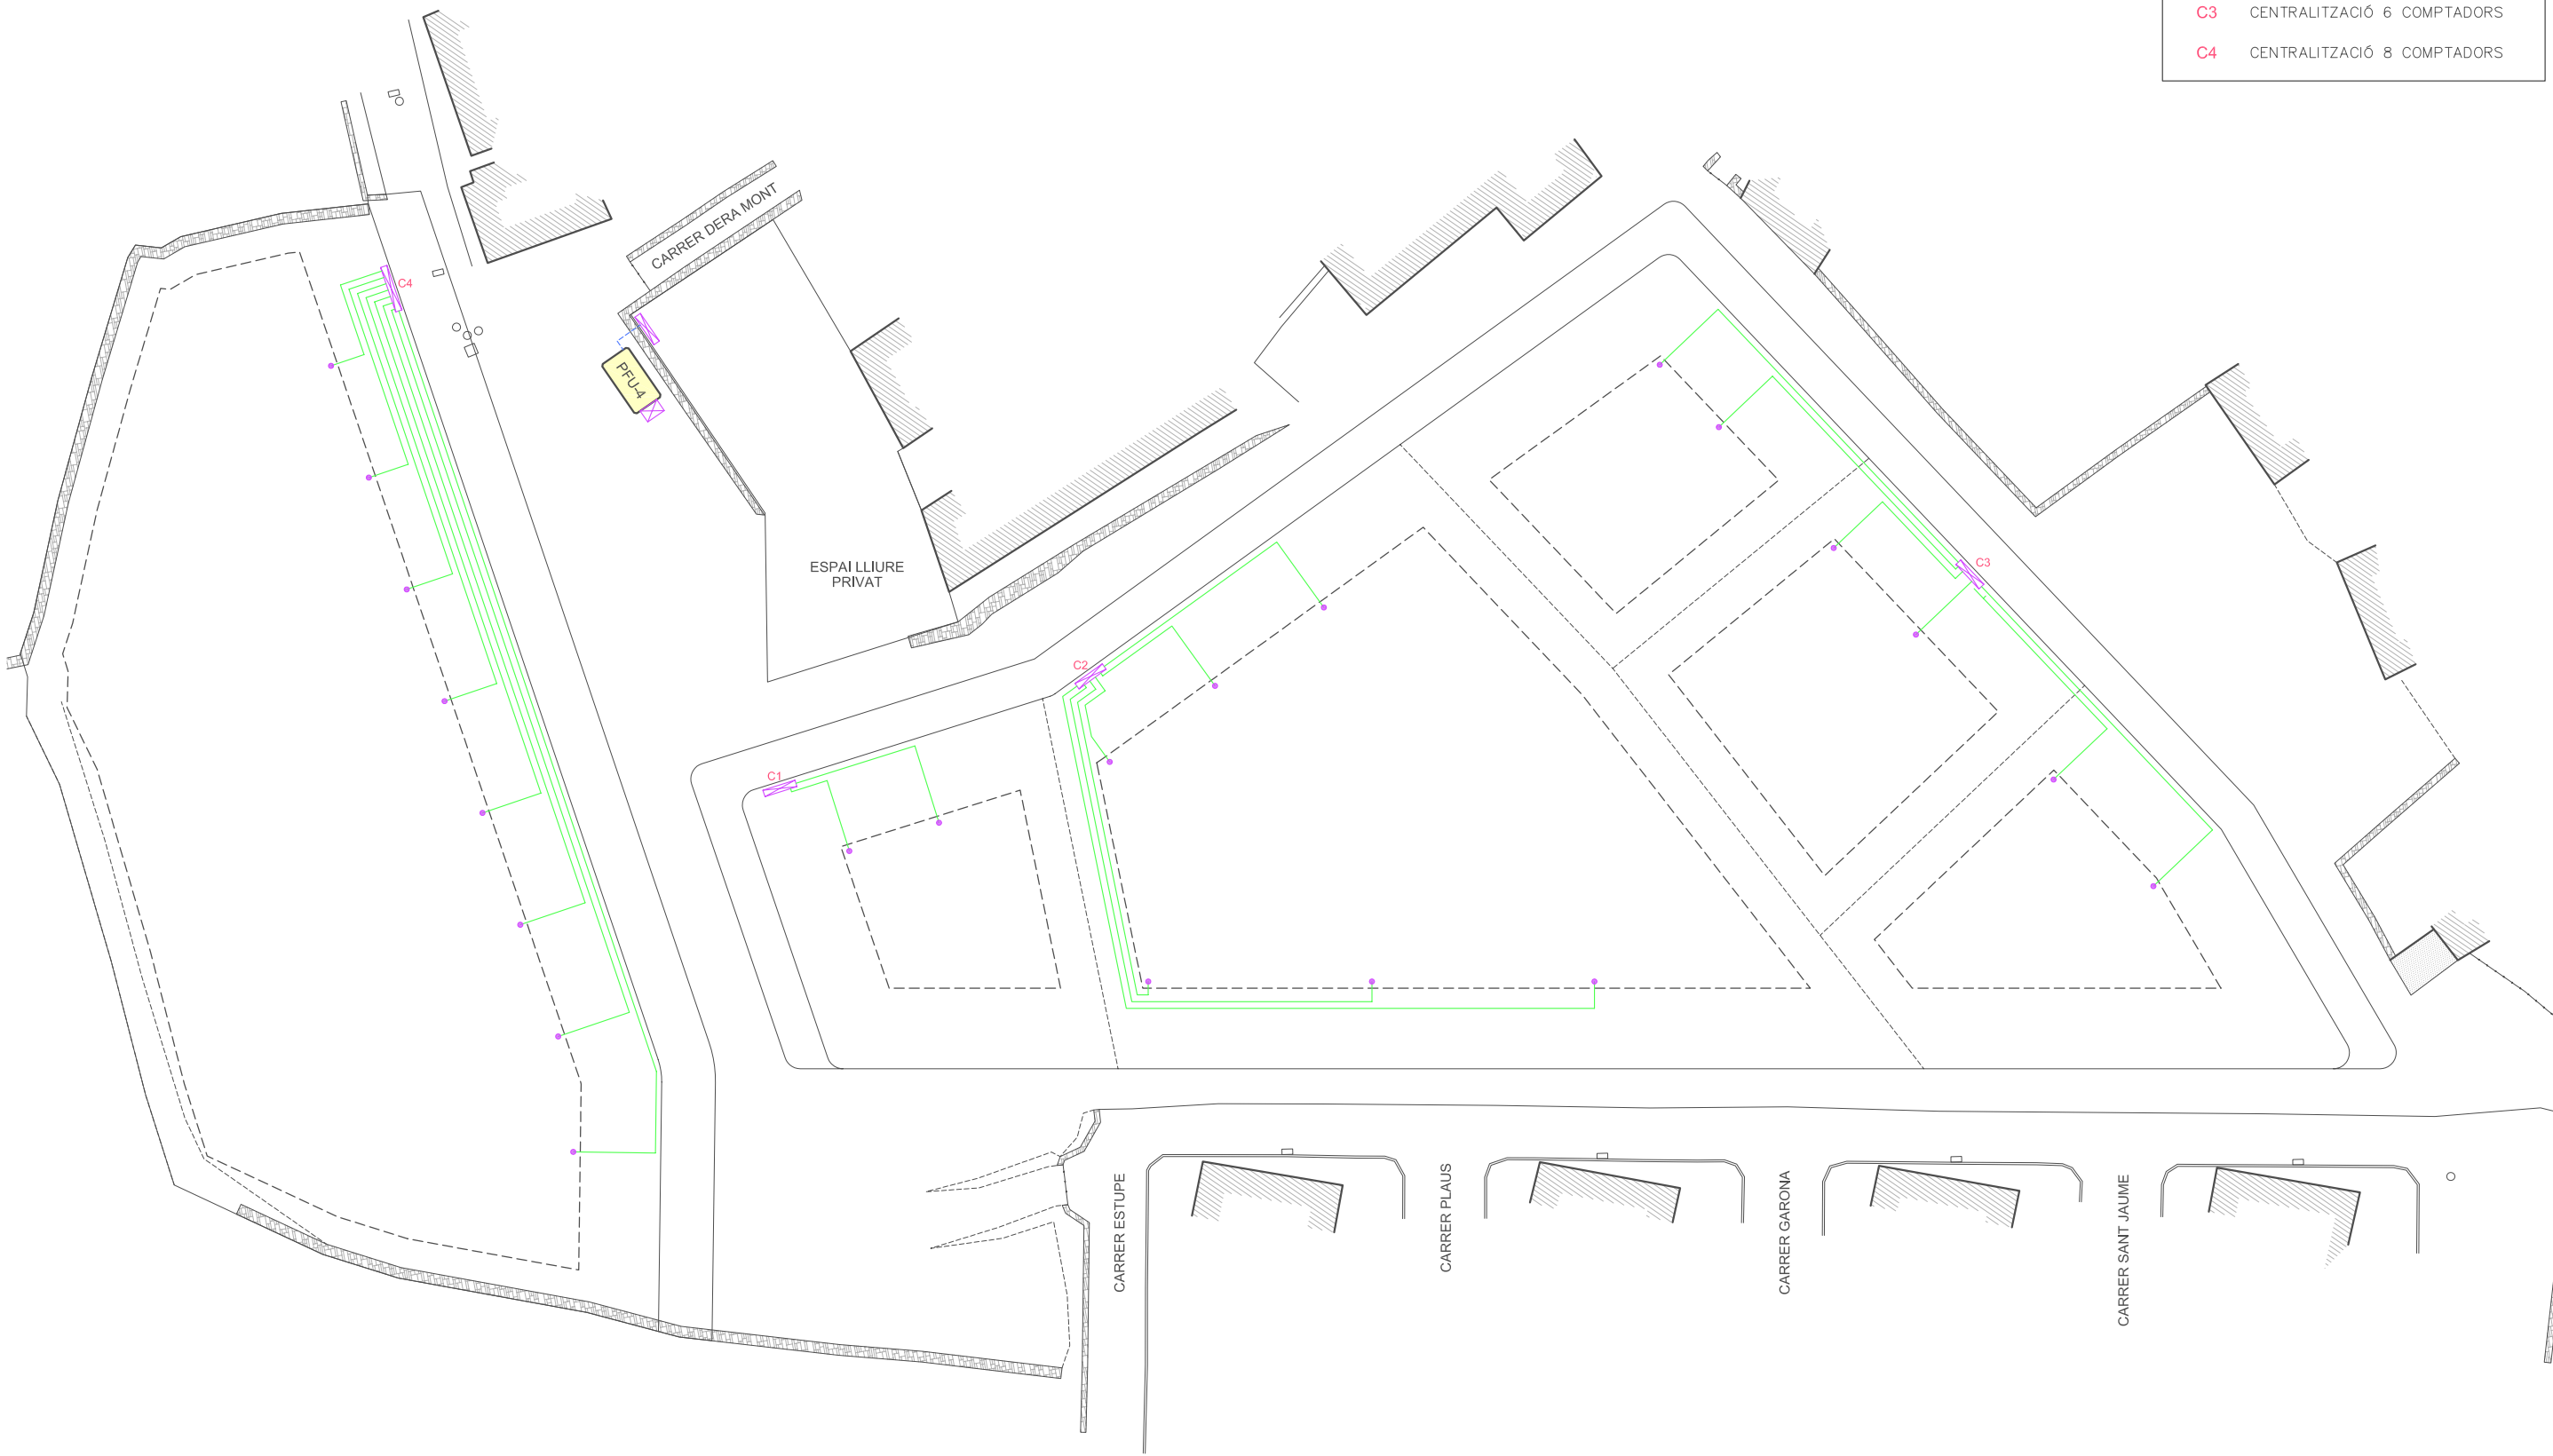 C3 CENTRALITZACIÓ 6 COMPTADORS
C4 CENTRALITZACIÓ 8 COMPTADORS
CARRER DERA MONT
C4
PFU-4
ESPAI LLIURE
PRIVAT
C3
C2
C1
CARRER ESTUPE
CARRER PLAUS
CARRER GARONA
CARRER SANT JAUME